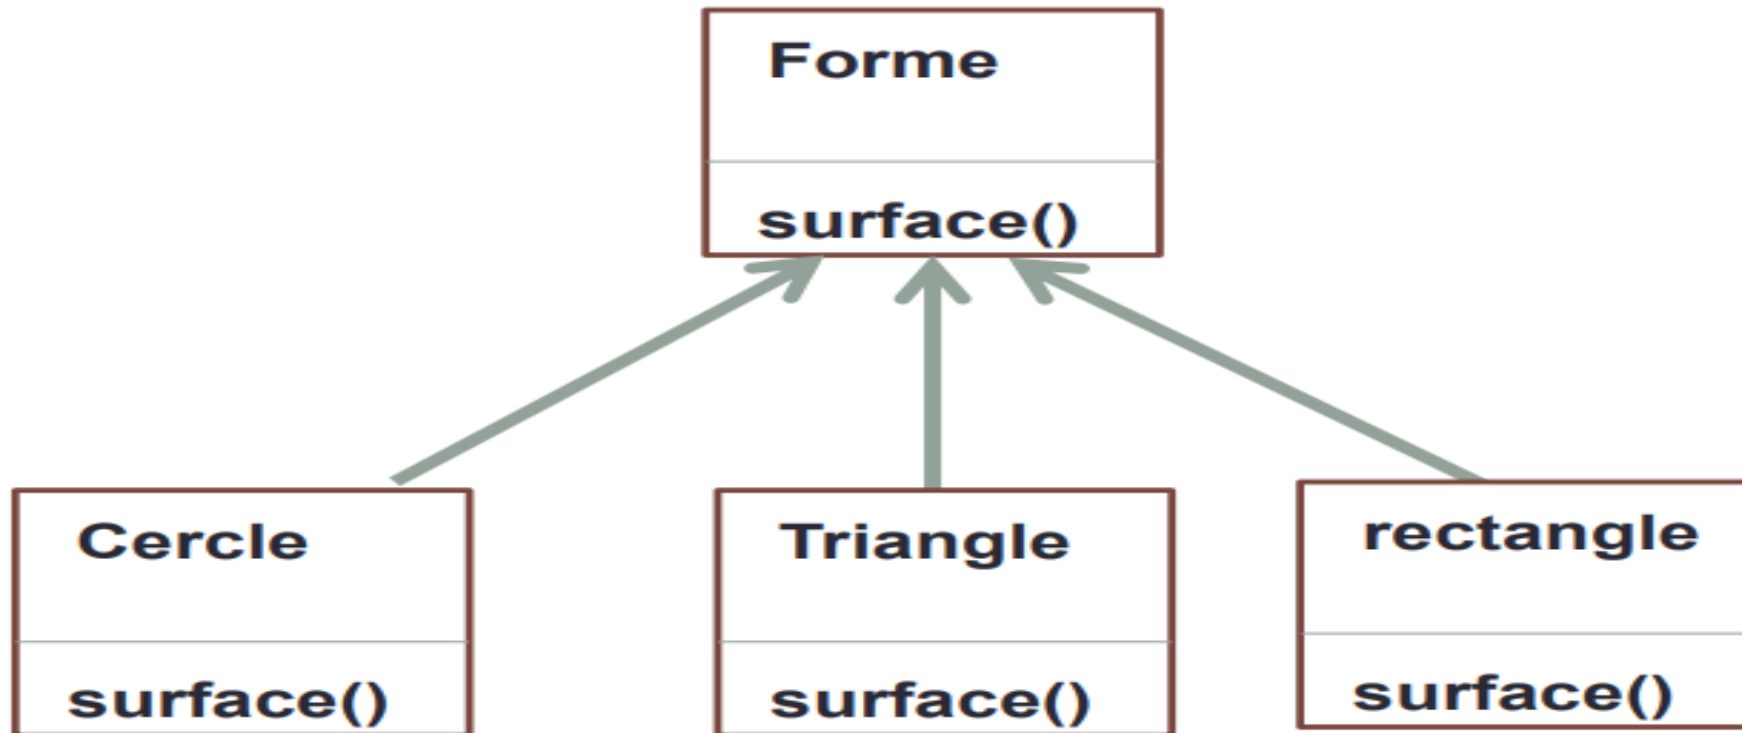 Forme
surface()
Cercle
surface()
Triangle
surface()
rectangle
surface()